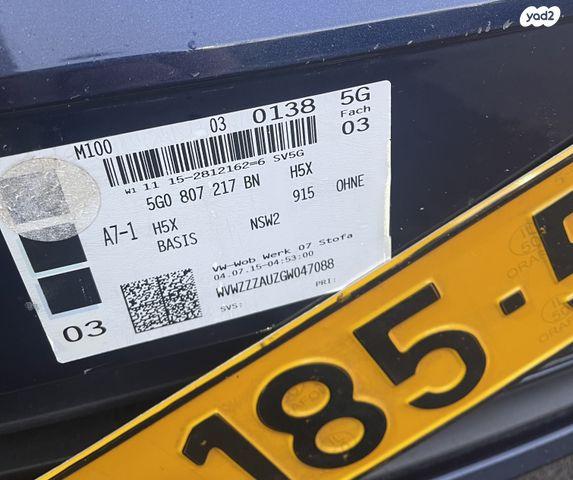 yad2
M100 03 0138 5G
Fach
03
W1 11 15-2812162=6 SV5G
5G0 807 217 BN H5X
A7-1 H5X 915 OHNE
BASIS NSW2
VW-Wob Werk 07 Stofa
04.07.15-04:53:00
WVWZZZAUZGW047088
SVS: PRI:
03
185.5